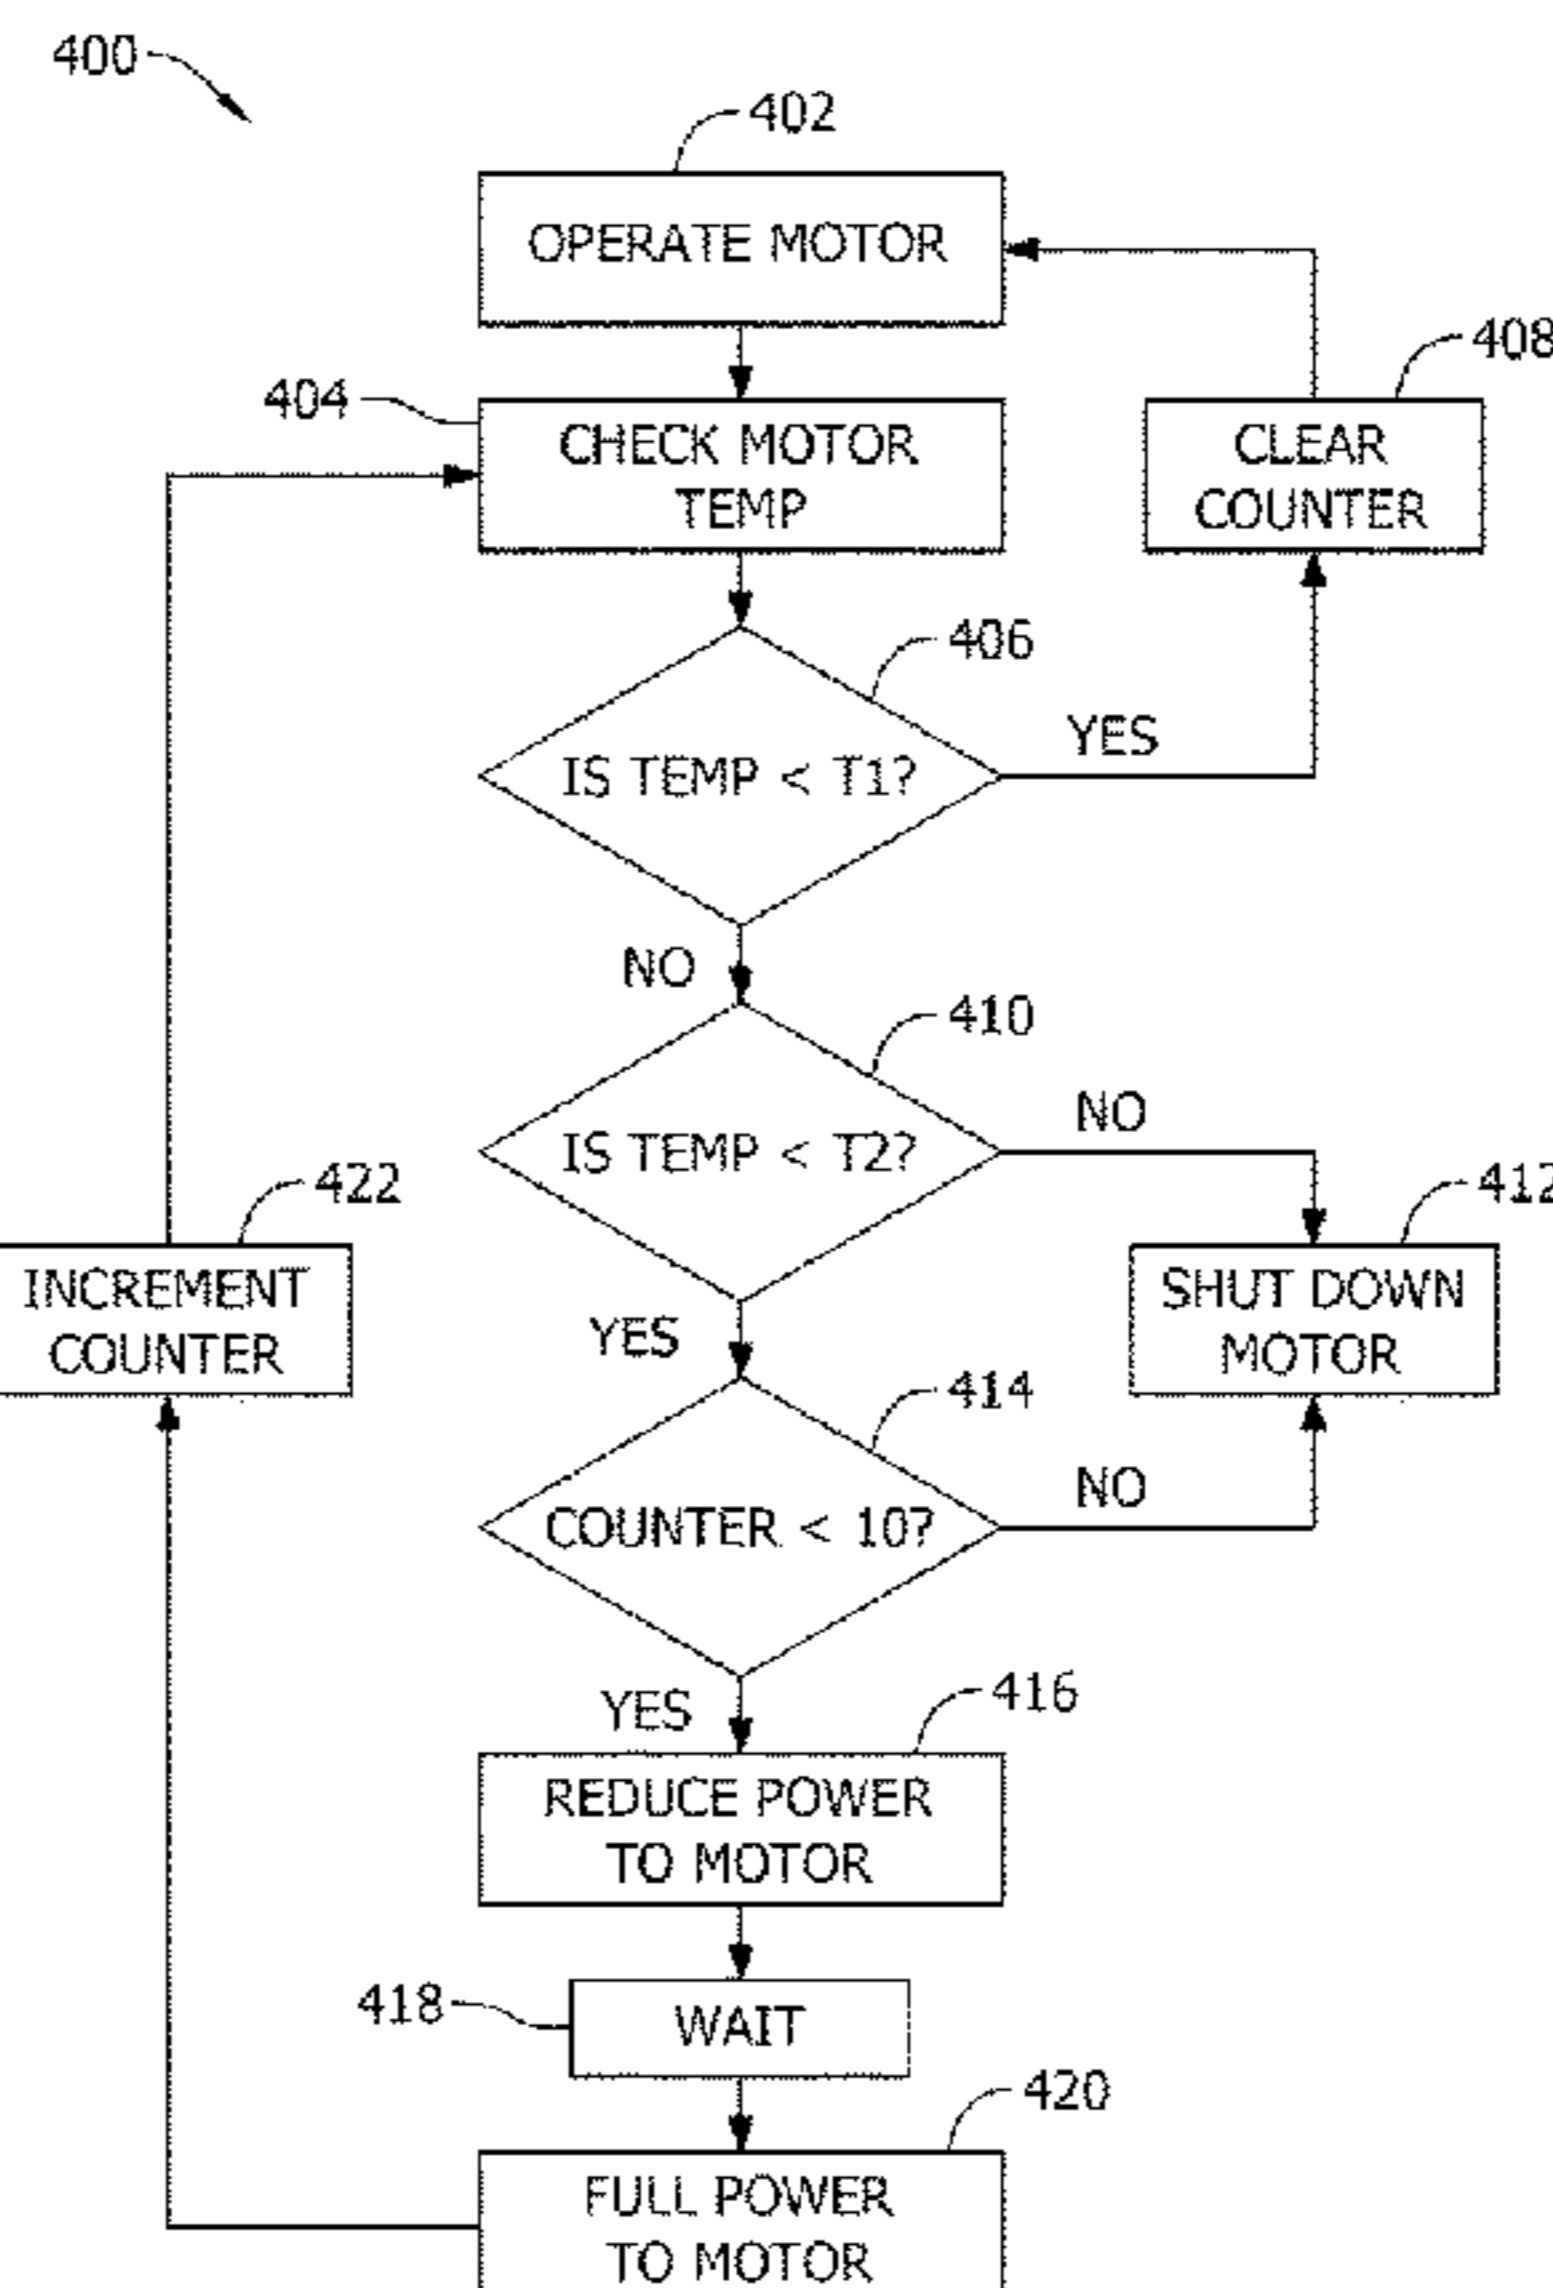 400
402
OPERATE MOTOR
408
404
CHECK MOTOR
TEMP
CLEAR
COUNTER
406
IS TEMP < T1?
YES
NO
410
IS TEMP < T2?
NO
422
412
INCREMENT
COUNTER
SHUT DOWN
MOTOR
YES
414
COUNTER < 10?
NO
YES
416
REDUCE POWER
TO MOTOR
418
WAIT
420
FULL POWER
TO MOTOR